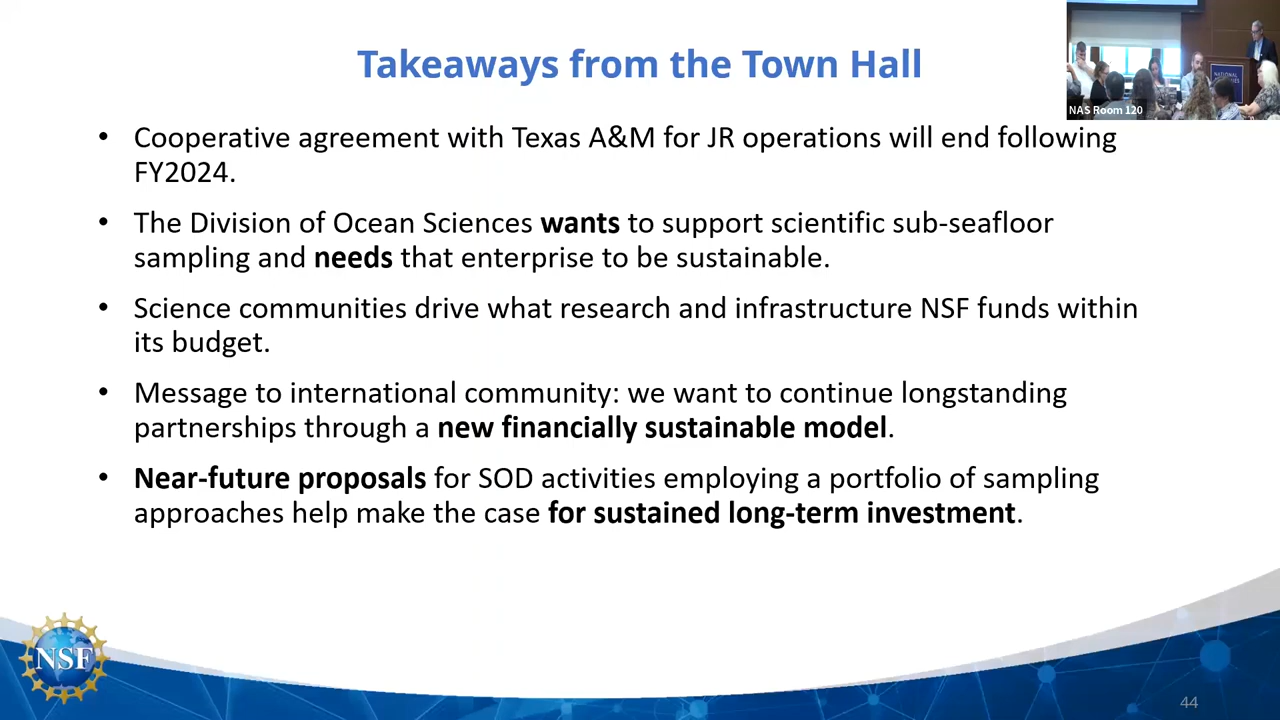 Takeaways from the Town Hall
NAS Room 120
• Cooperative agreement with Texas A&M for JR operations will end following
FY2024.
• The Division of Ocean Sciences wants to support scientific sub-seafloor
sampling and needs that enterprise to be sustainable.
• Science communities drive what research and infrastructure NSF funds within
its budget.
• Message to international community: we want to continue longstanding
partnerships through a new financially sustainable model.
• Near-future proposals for SOD activities employing a portfolio of sampling
approaches help make the case for sustained long-term investment.
NSF
44